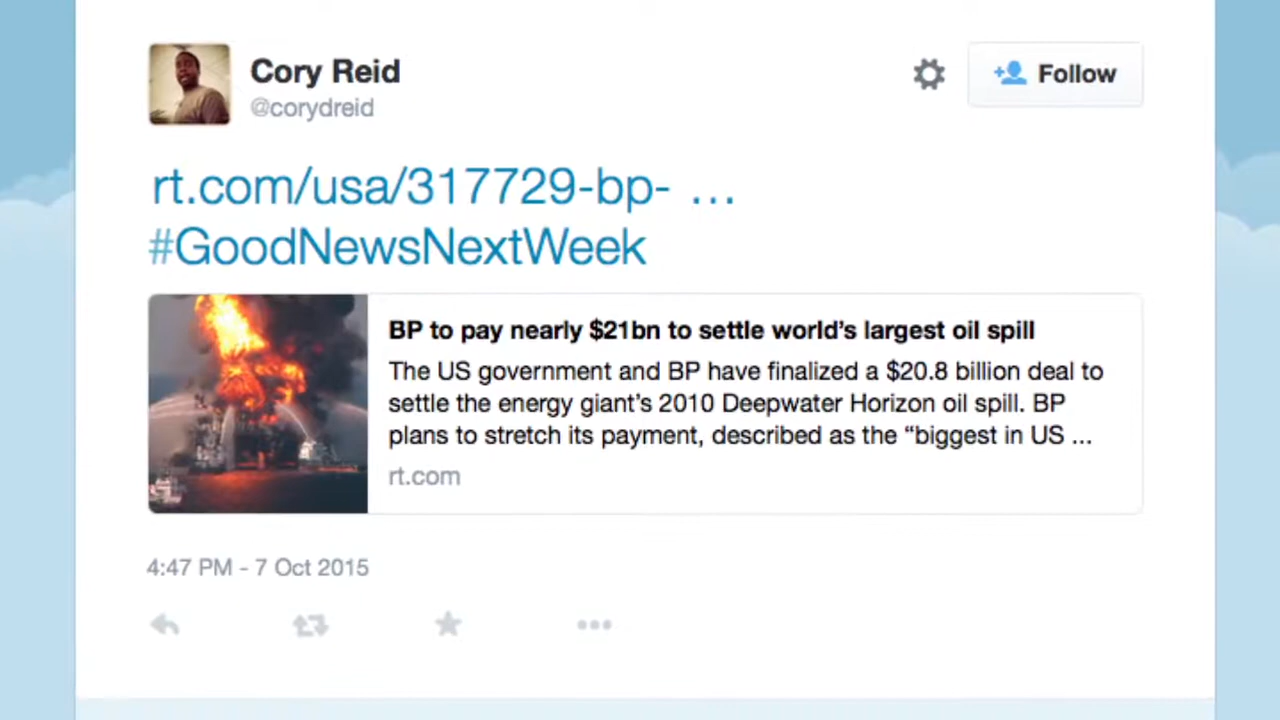 Cory Reid
@corydreid
Follow
rt.com/usa/317729-bp- ...
#GoodNewsNextWeek
BP to pay nearly $21bn to settle world’s largest oil spill
The US government and BP have finalized a $20.8 billion deal to
settle the energy giant’s 2010 Deepwater Horizon oil spill. BP
plans to stretch its payment, described as the “biggest in US ...
rt.com
4:47 PM - 7 Oct 2015